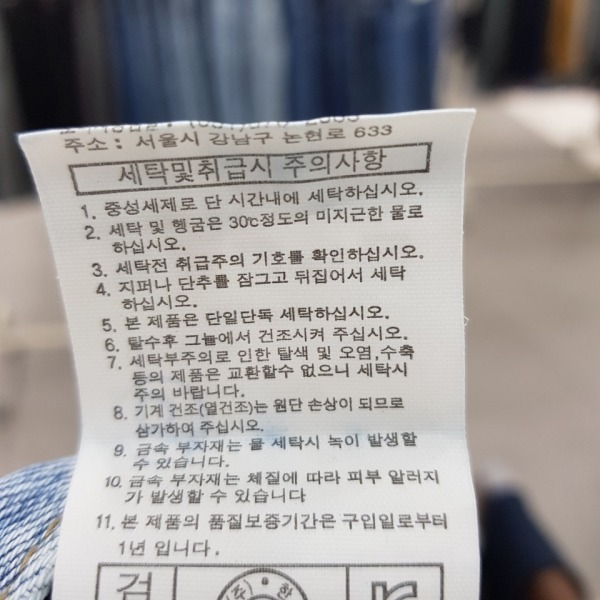 주소 : 서울시 강남구 논현로 633
세탁및취급시 주의사항
1. 중성세제로 단 시간내에 세탁하십시오.
2. 세탁 및 헹굼은 30℃정도의 미지근한 물로
하십시오.
3. 세탁전 취급주의 기호를 확인하십시오.
4. 지퍼나 단추를 잠그고 뒤집어서 세탁
하십시오.
5. 본 제품은 단일단독 세탁하십시오.
6. 탈수후 그늘에서 건조시켜 주십시오.
7. 세탁부주의로 인한 탈색 및 오염,수축
등의 제품은 교환할수 없으니 세탁시
주의 바랍니다.
8. 기계 건조(열건조)는 원단 손상이 되므로
삼가하여 주십시오.
9. 금속 부자재는 물 세탁시 녹이 발생할
수 있습니다.
10. 금속 부자재는 체질에 따라 피부 알러지
가 발생할 수 있습니다
11. 본 제품의 품질보증기간은 구입일로부터
1년 입니다.
검